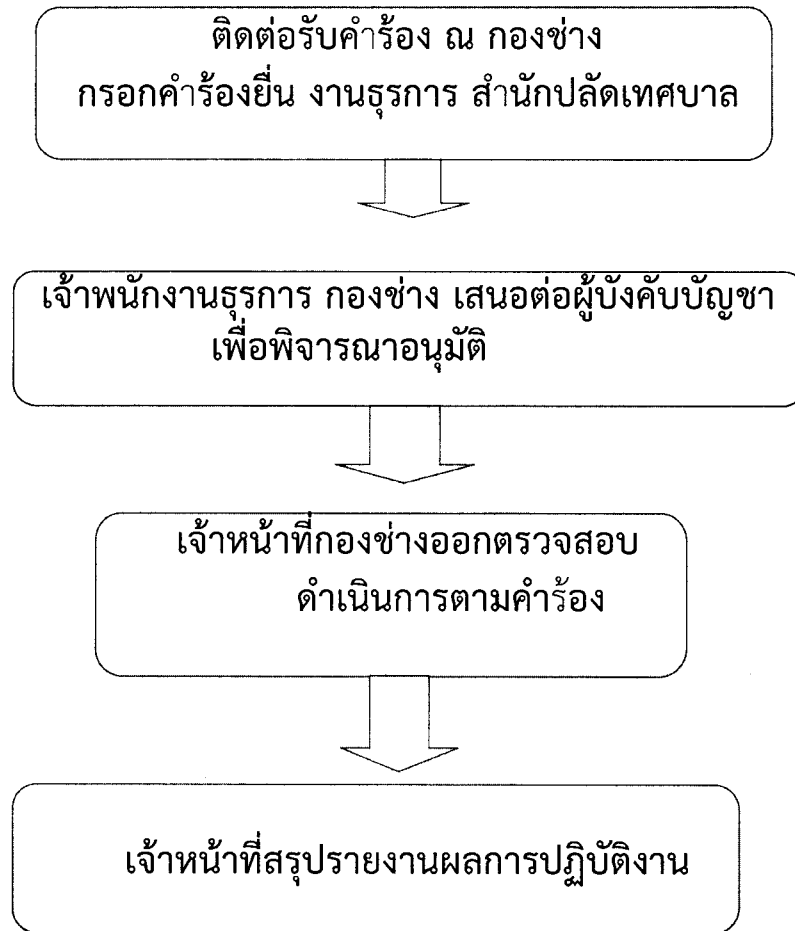 ติดต่อรับคำร้อง ณ กองช่าง
กรอกคำร้องยื่น งานธุรการ สำนักปลัดเทศบาล
เจ้าพนักงานธุรการ กองช่าง เสนอต่อผู้บังคับบัญชา
เพื่อพิจารณาอนุมัติ
เจ้าหน้าที่กองช่างออกตรวจสอบ
ดำเนินการตามคำร้อง
เจ้าหน้าที่สรุปรายงานผลการปฏิบัติงาน